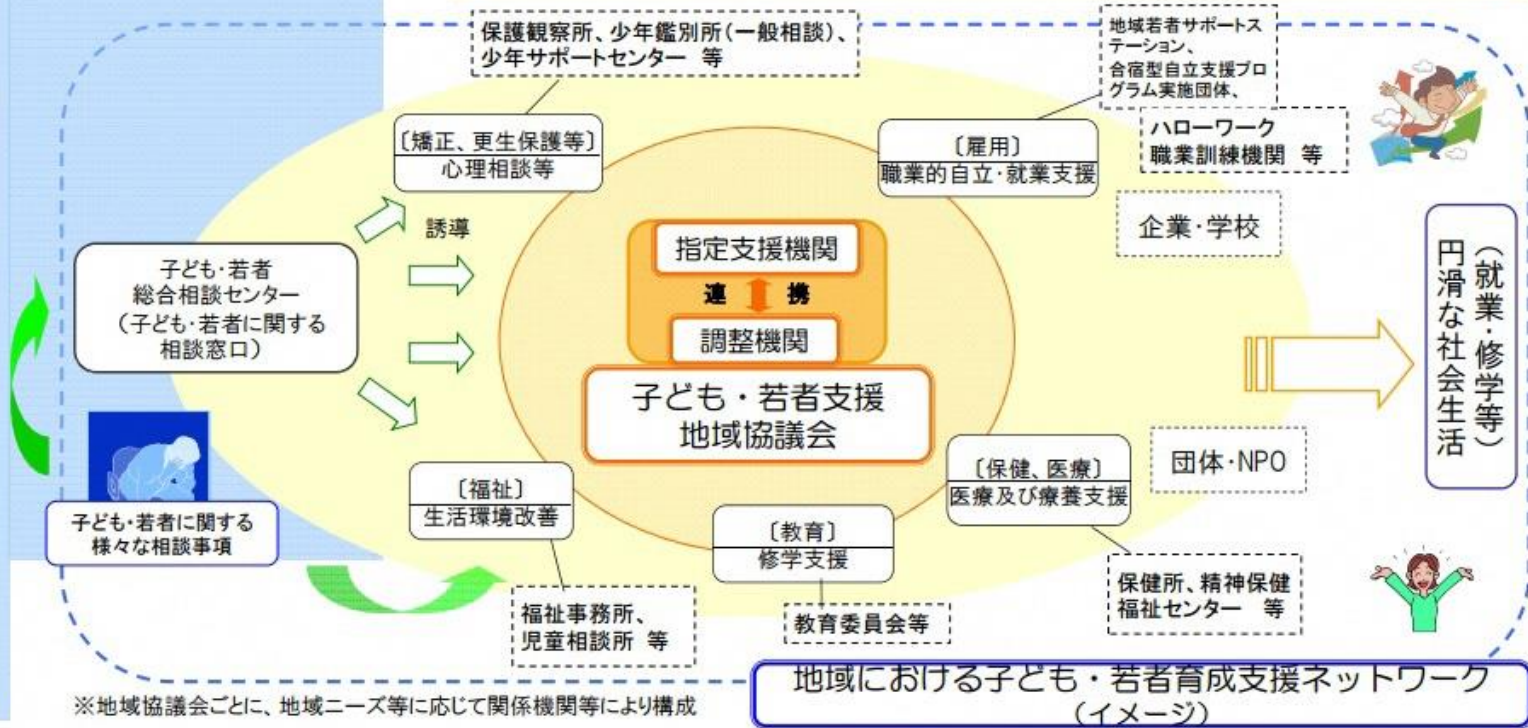 保護観察所、少年鑑別所(一般相談)、
少年サポートセンター 等
地域若者サポートス
テーション、
合宿型自立支援プロ
グラム実施団体、
ハローワーク
職業訓練機関 等
〔矯正、更生保護等〕
心理相談等
〔雇用〕
職業的自立・就業支援
企業・学校
誘導
子ども・若者
総合相談センター
(子ども・若者に関する
相談窓口)
指定支援機関
連 携
調整機関
子ども・若者支援
地域協議会
(就業・修学等)
円滑な社会生活
団体・NPO
〔保健、医療〕
医療及び療養支援
〔福祉〕
生活環境改善
〔教育〕
修学支援
子ども・若者に関する
様々な相談事項
福祉事務所、
児童相談所 等
教育委員会等
保健所、精神保健
福祉センター 等
地域における子ども・若者育成支援ネットワーク
(イメージ)
※地域協議会ごとに、地域ニーズ等に応じて関係機関等により構成